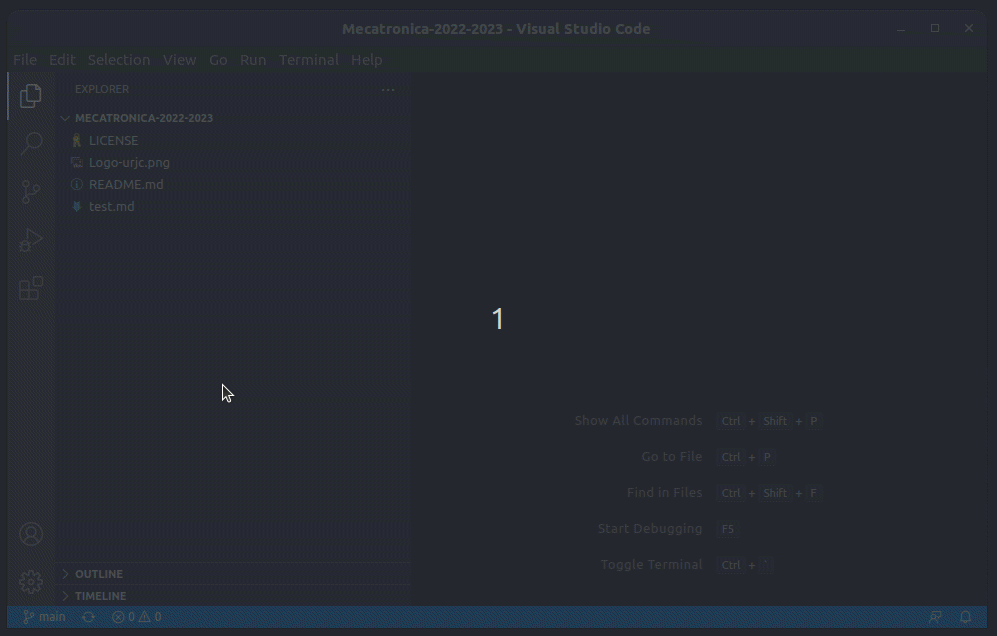 Mecatronica-2022-2023 - Visual Studio Code
File Edit Selection View Go Run Terminal Help
EXPLORER
MECATRONICA-2022-2023
LICENSE
Logo-urjc.png
README.md
test.md
1
Show All Commands Ctrl + Shift + P
Go to File Ctrl + P
Find in Files Ctrl + Shift + F
Start Debugging F5
Toggle Terminal Ctrl + `
OUTLINE
TIMELINE
main 0 0